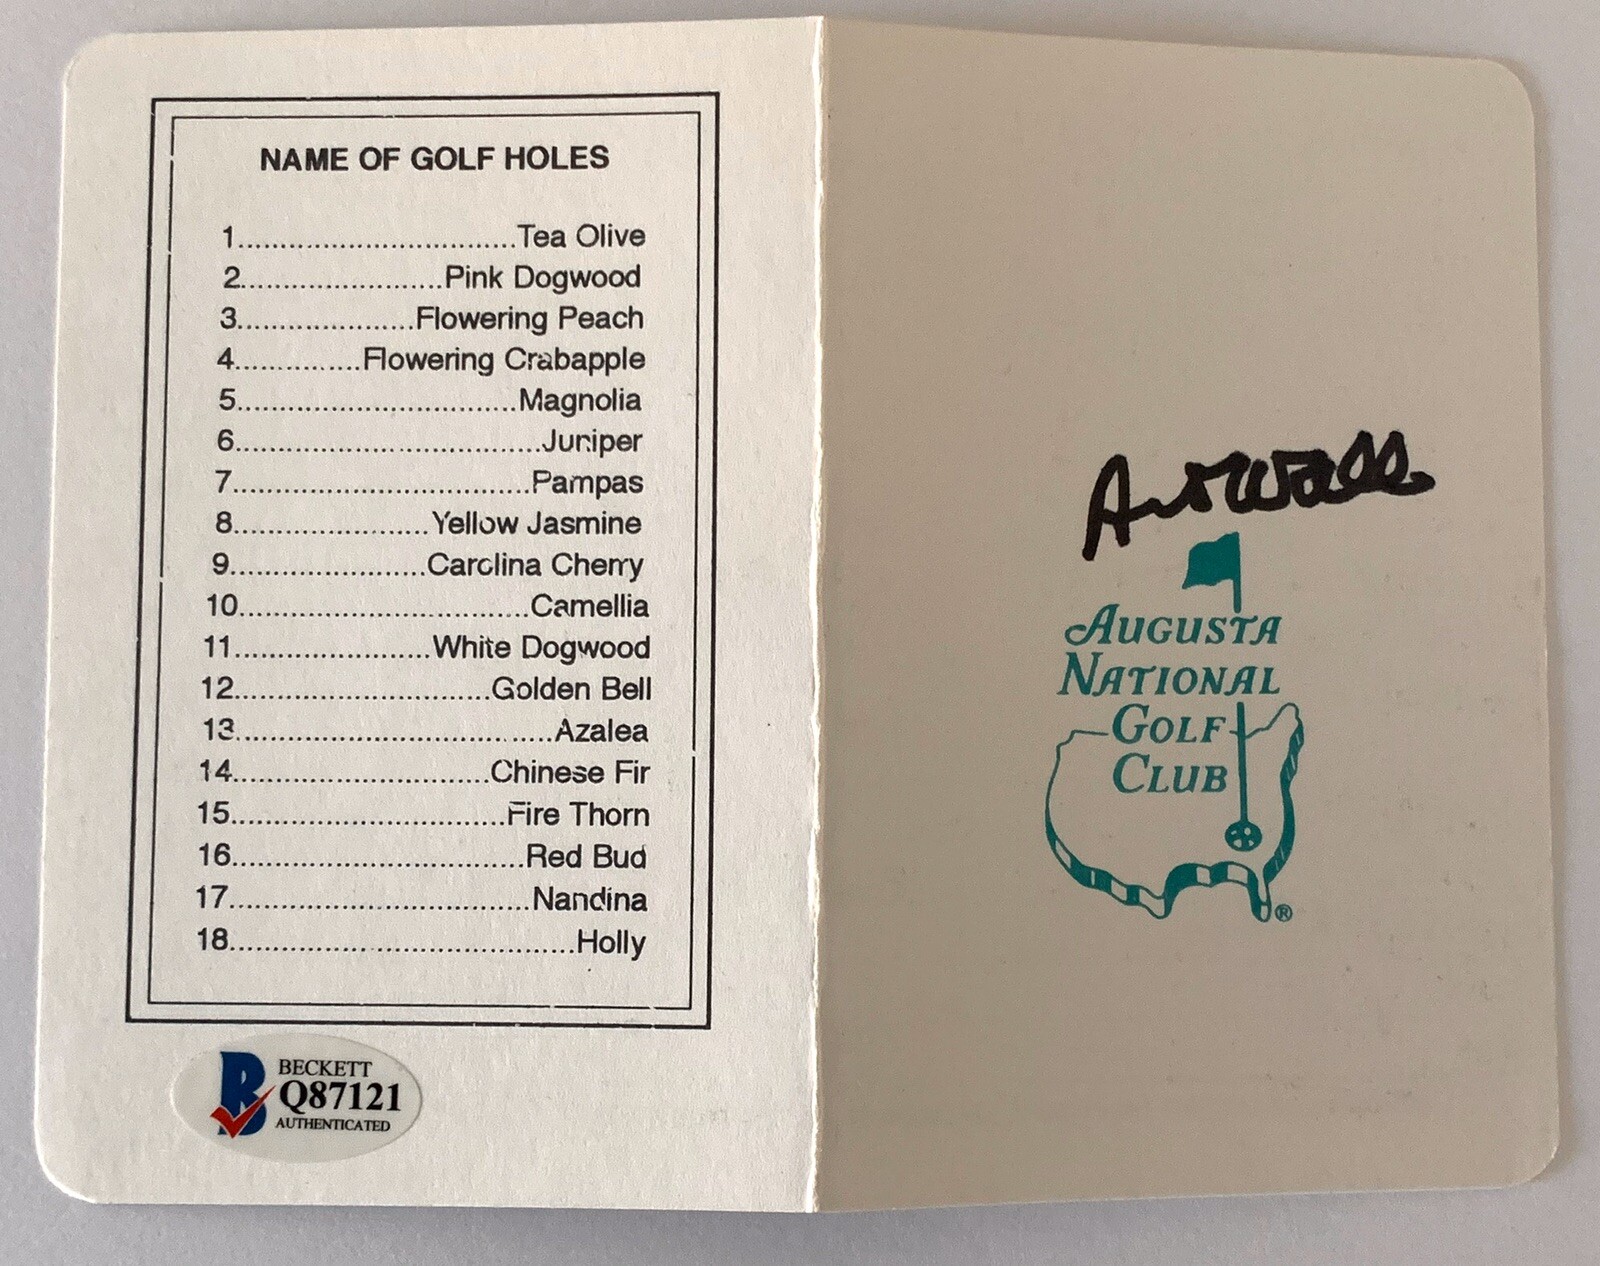 NAME OF GOLF HOLES
1................................Tea Olive
2.......................Pink Dogwood
3.....................Flowering Peach
4...............Flowering Crabapple
5................................Magnolia
6...................................Juniper
7..................................Pampas
8.......................Yellow Jasmine
9.......................Carolina Cherry
10.................................Camellia
11.......................White Dogwood
12..............................Golden Bell
13.....................................Azalea
14..............................Chinese Fir
15................................Fire Thorn
16..................................Red Bud
17...................................Nandina
18........................................Holly
BECKETT
Q87121
AUTHENTICATED
Art Wall
AUGUSTA
NATIONAL
GOLF
CLUB
®